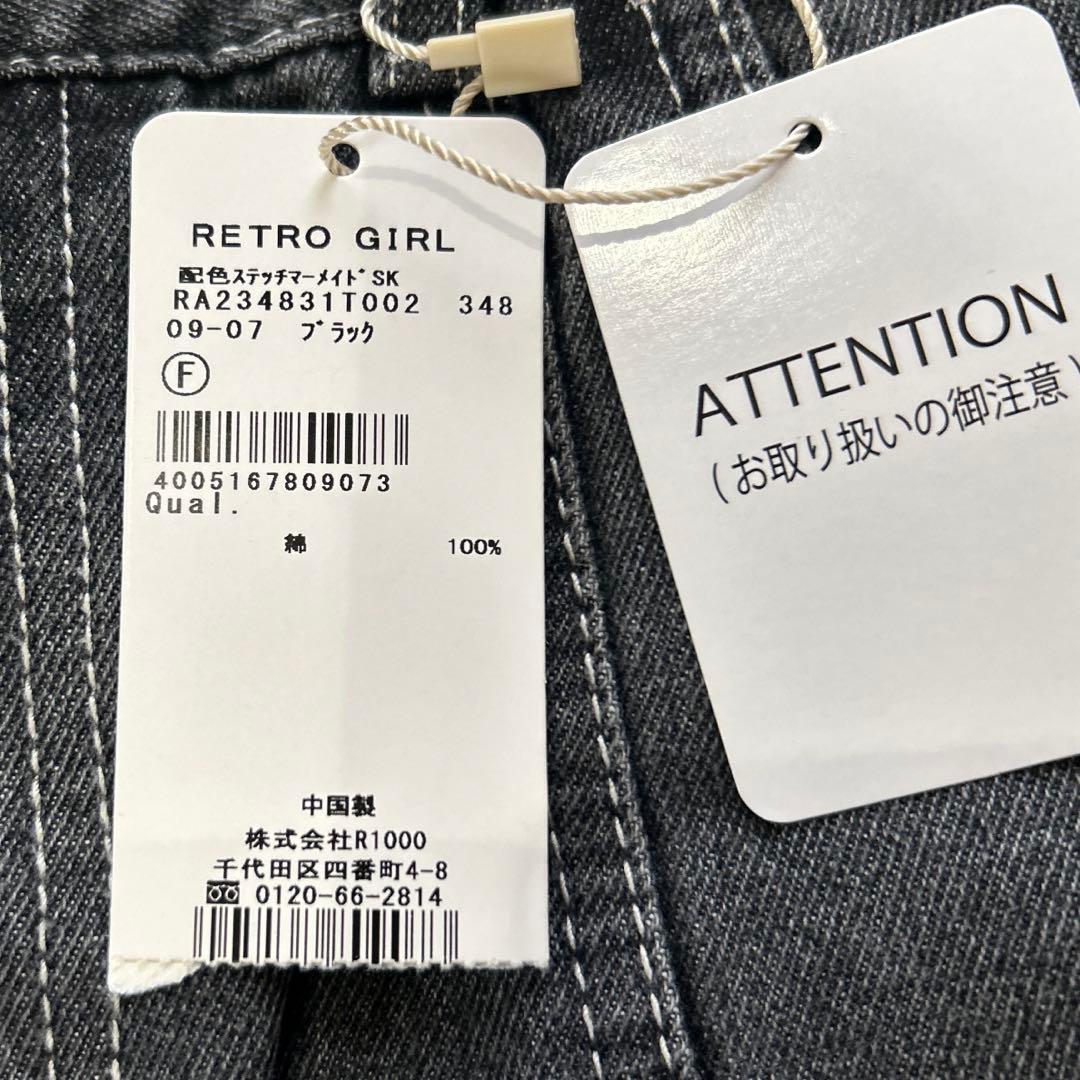 RETRO GIRL
配色ｽﾃｯﾁﾏｰﾒｲﾄﾞSK
RA234831T002 348
09-07 ﾌﾞﾗｯｸ
Ⓕ
4005167809073
Qual.
綿 100%
中国製
株式会社R1000
千代田区四番町4-8
0120-66-2814
ATTENTION
(お取り扱いの御注意)